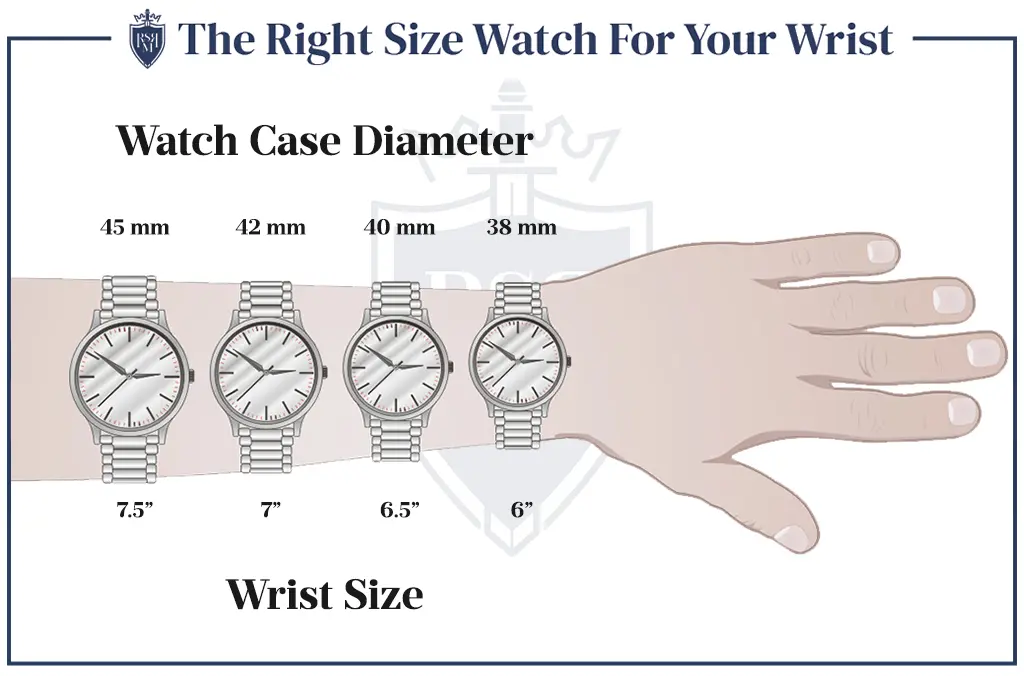 The Right Size Watch For Your Wrist
Watch Case Diameter
45 mm 42 mm 40 mm 38 mm
7.5” 7” 6.5” 6”
Wrist Size